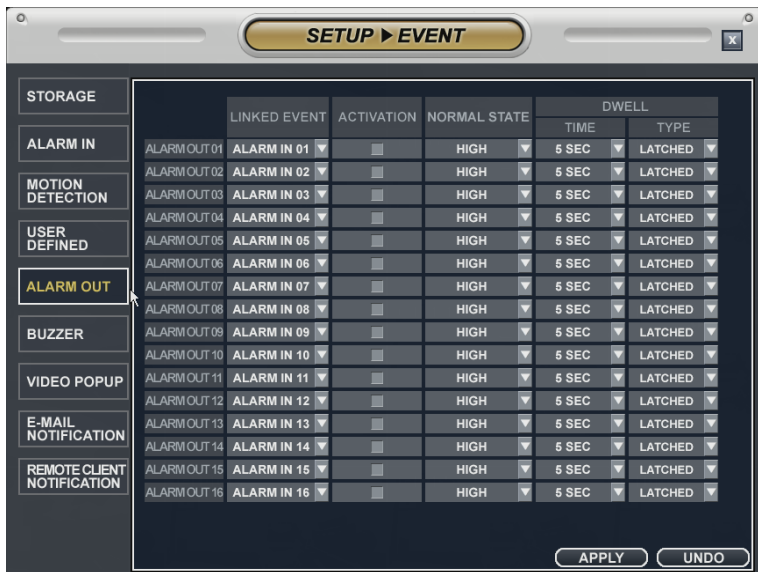 SETUP ▶ EVENT
X
STORAGE
ALARM IN
MOTION
DETECTION
USER
DEFINED
ALARM OUT
BUZZER
VIDEO POPUP
E-MAIL
NOTIFICATION
REMOTE CLIENT
NOTIFICATION
LINKED EVENT ACTIVATION NORMAL STATE DWELL
TIME TYPE
ALARM OUT 01 ALARM IN 01 HIGH 5 SEC LATCHED
ALARM OUT 02 ALARM IN 02 HIGH 5 SEC LATCHED
ALARM OUT 03 ALARM IN 03 HIGH 5 SEC LATCHED
ALARM OUT 04 ALARM IN 04 HIGH 5 SEC LATCHED
ALARM OUT 05 ALARM IN 05 HIGH 5 SEC LATCHED
ALARM OUT 06 ALARM IN 06 HIGH 5 SEC LATCHED
ALARM OUT 07 ALARM IN 07 HIGH 5 SEC LATCHED
ALARM OUT 08 ALARM IN 08 HIGH 5 SEC LATCHED
ALARM OUT 09 ALARM IN 09 HIGH 5 SEC LATCHED
ALARM OUT 10 ALARM IN 10 HIGH 5 SEC LATCHED
ALARM OUT 11 ALARM IN 11 HIGH 5 SEC LATCHED
ALARM OUT 12 ALARM IN 12 HIGH 5 SEC LATCHED
ALARM OUT 13 ALARM IN 13 HIGH 5 SEC LATCHED
ALARM OUT 14 ALARM IN 14 HIGH 5 SEC LATCHED
ALARM OUT 15 ALARM IN 15 HIGH 5 SEC LATCHED
ALARM OUT 16 ALARM IN 16 HIGH 5 SEC LATCHED
APPLY UNDO